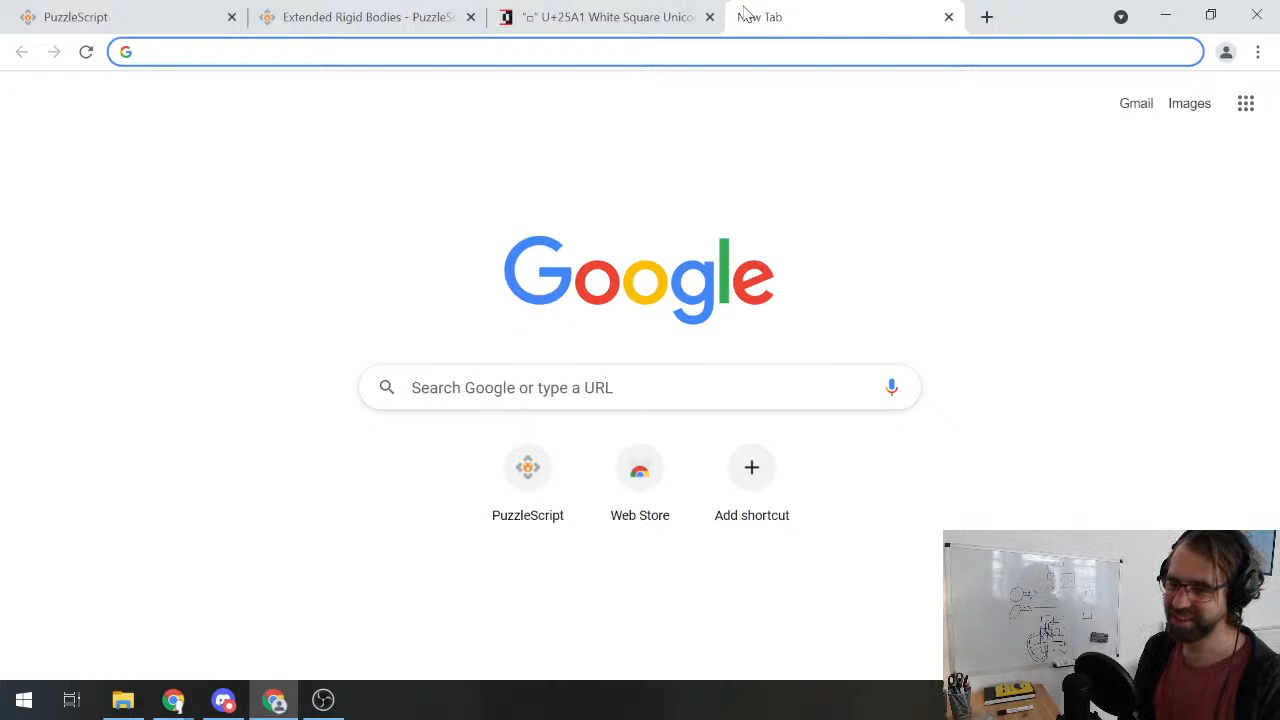 PuzzleScript
Extended Rigid Bodies - PuzzleSc
"□" U+25A1 White Square Unico
New Tab
Gmail
Images
Google
Search Google or type a URL
PuzzleScript
Web Store
Add shortcut